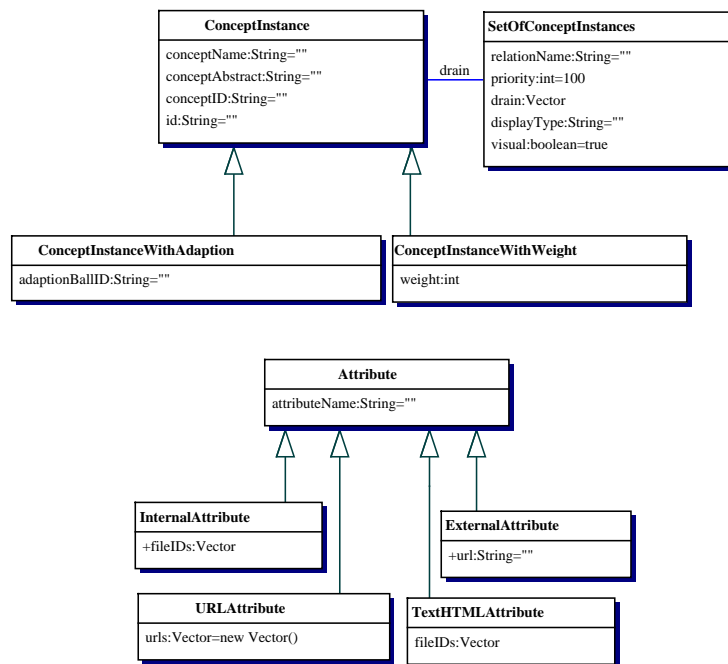 ConceptInstance
conceptName:String=""
conceptAbstract:String=""
conceptID:String=""
id:String=""
drain
SetOfConceptInstances
relationName:String=""
priority:int=100
drain:Vector
displayType:String=""
visual:boolean=true
ConceptInstanceWithAdaption
adaptionBallID:String=""
ConceptInstanceWithWeight
weight:int
Attribute
attributeName:String=""
InternalAttribute
+fileIDs:Vector
ExternalAttribute
+url:String=""
URLAttribute
urls:Vector=new Vector()
TextHTMLAttribute
fileIDs:Vector